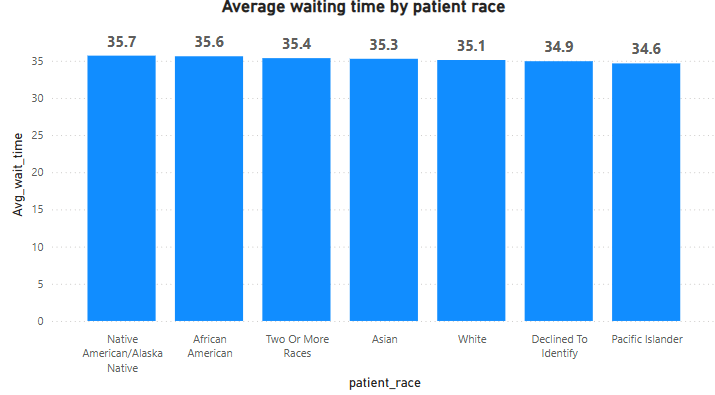 Average waiting time by patient race
35.7
35.6
35.4
35.3
35.1
34.9
34.6
35
30
25
20
15
10
5
0
Avg_wait_time
Native
American/Alaska
Native
African
American
Two Or More
Races
Asian
White
Declined To
Identify
Pacific Islander
patient_race